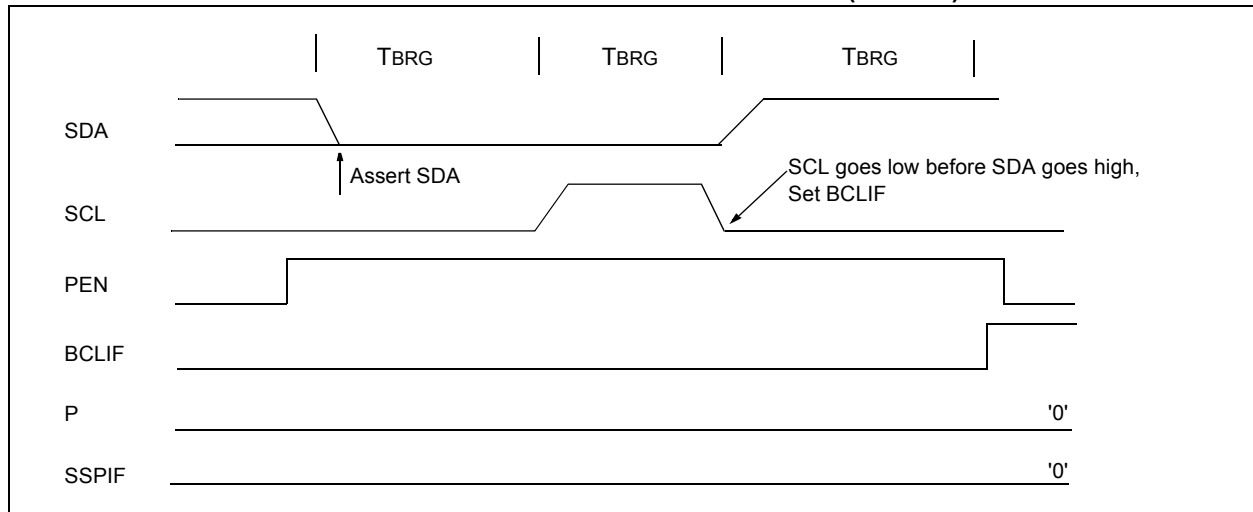 TBRG TBRG TBRG
SDA
Assert SDA
SCL goes low before SDA goes high,
Set BCLIF
SCL
PEN
BCLIF
P '0'
SSPIF '0'